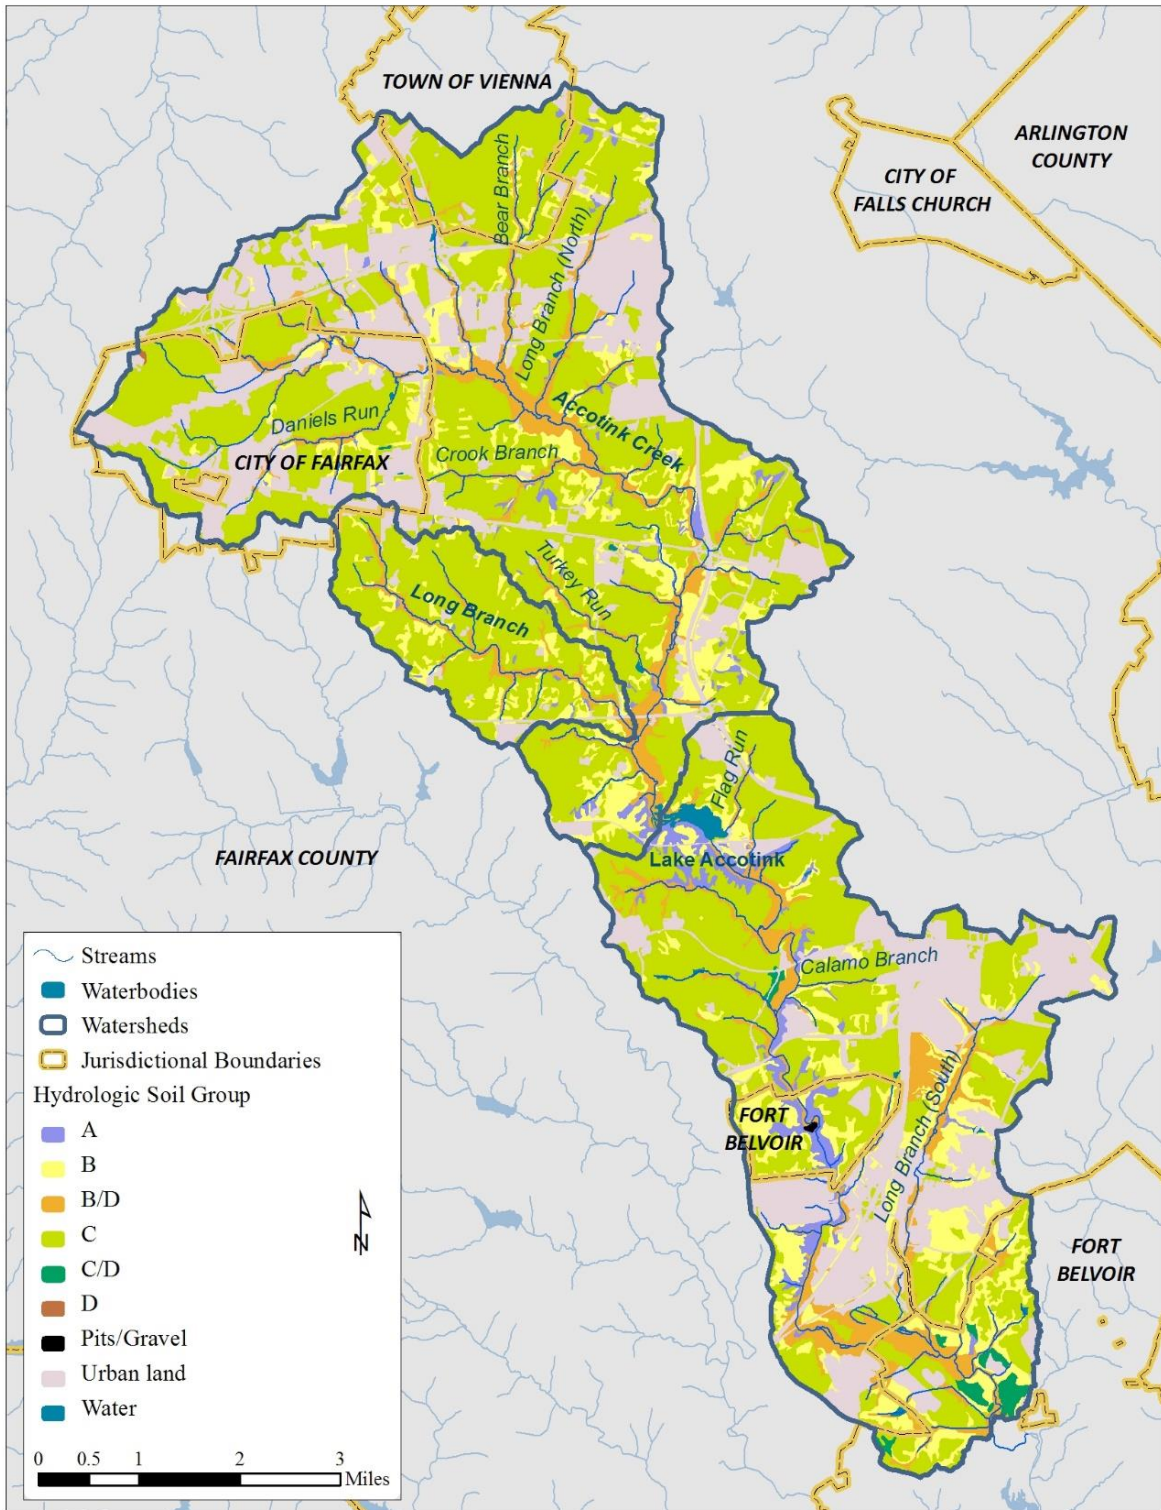 TOWN OF VIENNA
ARLINGTON
COUNTY
CITY OF
FALLS CHURCH
Bear Branch
Long Branch (North)
Accotink Creek
Daniels Run
CITY OF FAIRFAX
Crook Branch
Turkey Run
Long Branch
Flag Run
FAIRFAX COUNTY
Lake Accotink
Calamo Branch
Long Branch (South)
FORT
BELVOIR
FORT
BELVOIR
Streams
Waterbodies
Watersheds
Jurisdictional Boundaries
Hydrologic Soil Group
A
B
B/D
C
C/D
D
Pits/Gravel
Urban land
Water
N
0 0.5 1 2 3
Miles